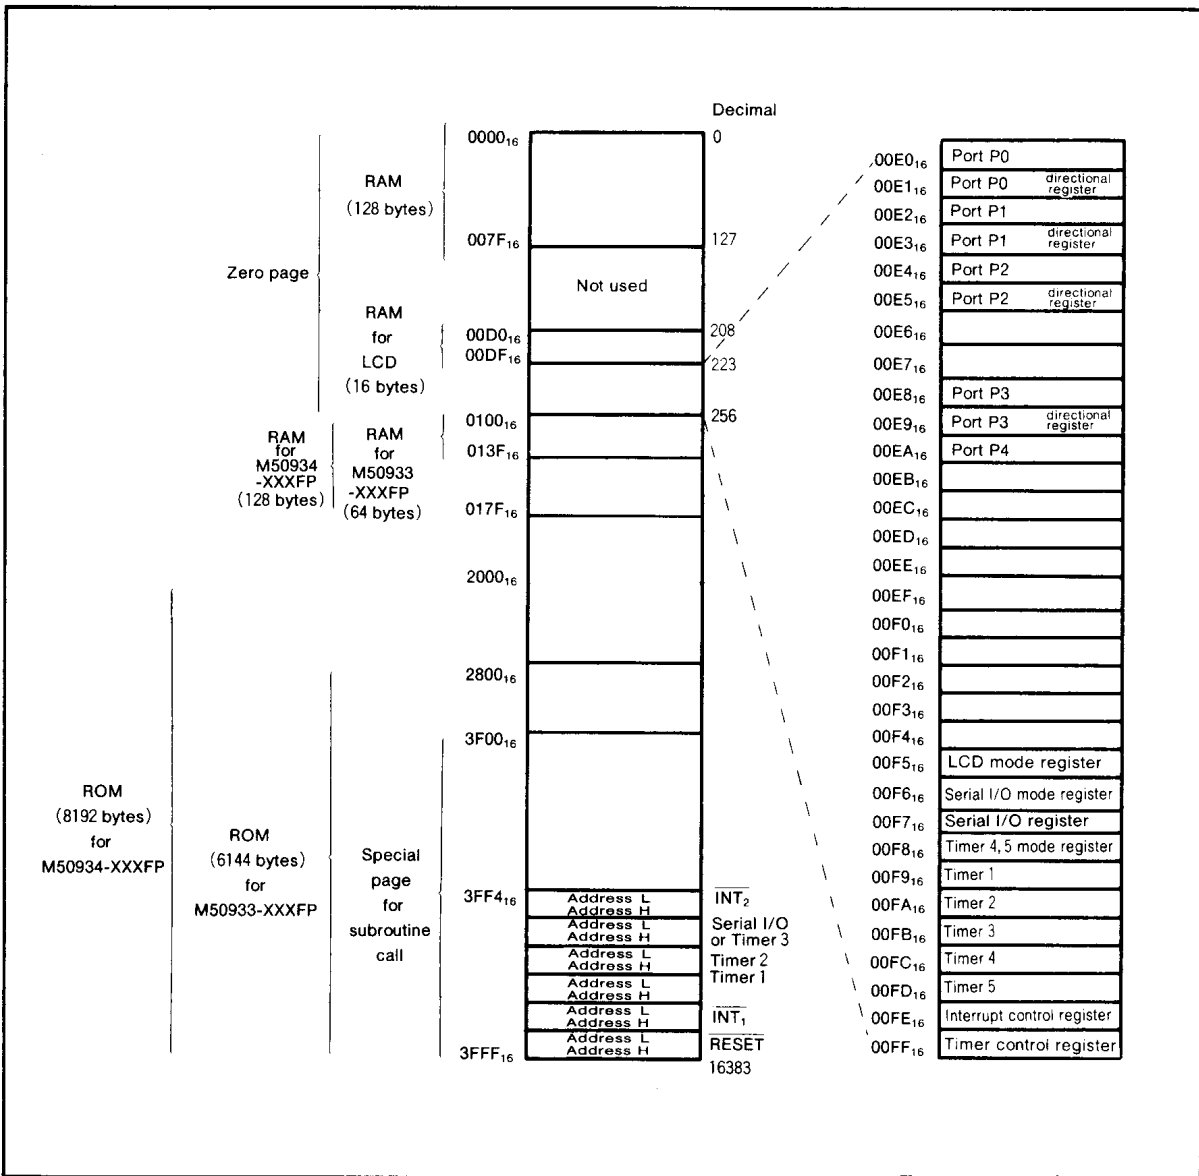 Decimal
0000₁₆
0
RAM
(128 bytes)
007F₁₆
127
Zero page
Not used
RAM
for
LCD
(16 bytes)
00D0₁₆
208
00DF₁₆
223
0100₁₆
256
RAM
for
M50934
-XXXFP
(128 bytes)
RAM
for
M50933
-XXXFP
(64 bytes)
013F₁₆
017F₁₆
2000₁₆
2800₁₆
3F00₁₆
ROM
(8192 bytes)
for
M50934-XXXFP
ROM
(6144 bytes)
for
M50933-XXXFP
Special
page
for
subroutine
call
3FF4₁₆
Address L
Address H
INT₂
Address L
Address H
Serial I/O
or Timer 3
Address L
Address H
Timer 2
Address L
Address H
Timer 1
Address L
Address H
INT₁
Address L
Address H
RESET
3FFF₁₆
16383
00E0₁₆ Port P0
00E1₁₆ Port P0 directional register
00E2₁₆ Port P1
00E3₁₆ Port P1 directional register
00E4₁₆ Port P2
00E5₁₆ Port P2 directional register
00E6₁₆
00E7₁₆
00E8₁₆ Port P3
00E9₁₆ Port P3 directional register
00EA₁₆ Port P4
00EB₁₆
00EC₁₆
00ED₁₆
00EE₁₆
00EF₁₆
00F0₁₆
00F1₁₆
00F2₁₆
00F3₁₆
00F4₁₆
00F5₁₆ LCD mode register
00F6₁₆ Serial I/O mode register
00F7₁₆ Serial I/O register
00F8₁₆ Timer 4,5 mode register
00F9₁₆ Timer 1
00FA₁₆ Timer 2
00FB₁₆ Timer 3
00FC₁₆ Timer 4
00FD₁₆ Timer 5
00FE₁₆ Interrupt control register
00FF₁₆ Timer control register